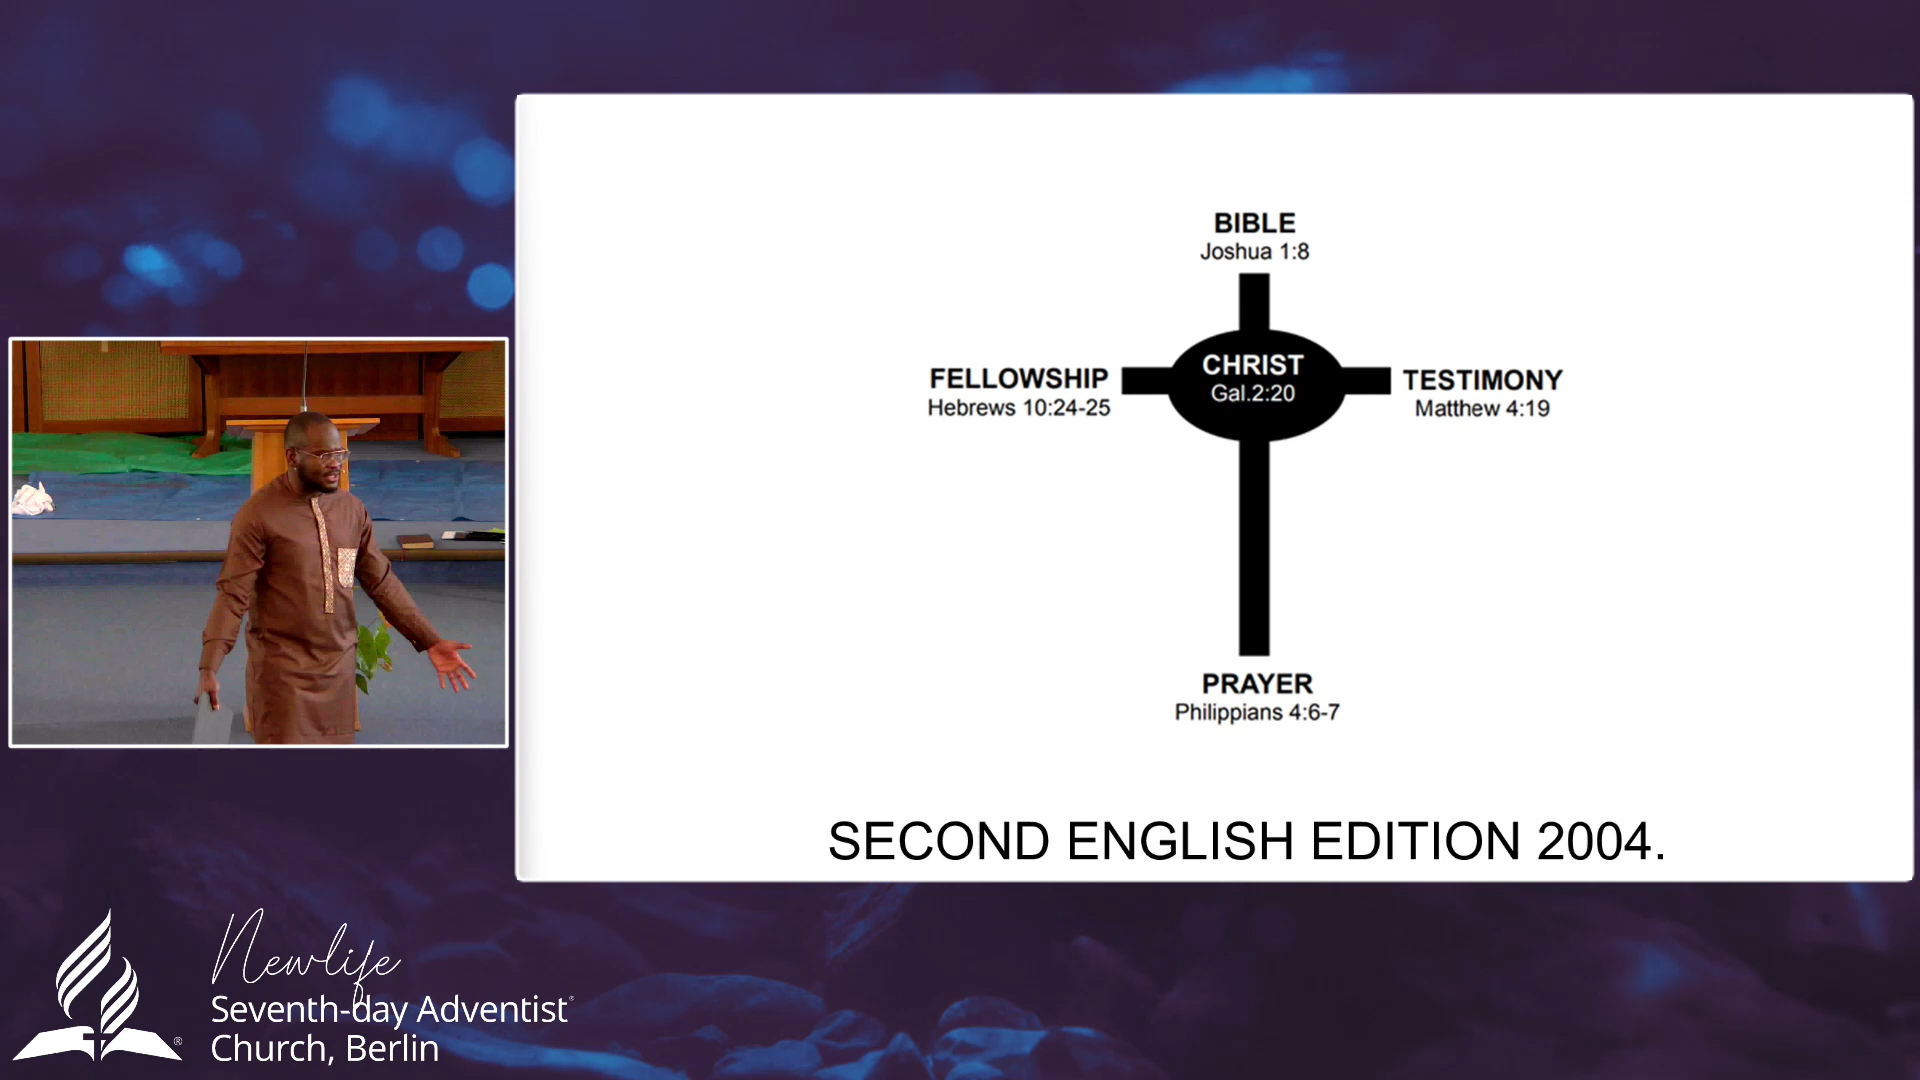 BIBLE
Joshua 1:8
CHRIST
Gal.2:20
FELLOWSHIP
Hebrews 10:24-25
TESTIMONY
Matthew 4:19
PRAYER
Philippians 4:6-7
SECOND ENGLISH EDITION 2004.
Newlife
Seventh-day Adventist®
Church, Berlin
®